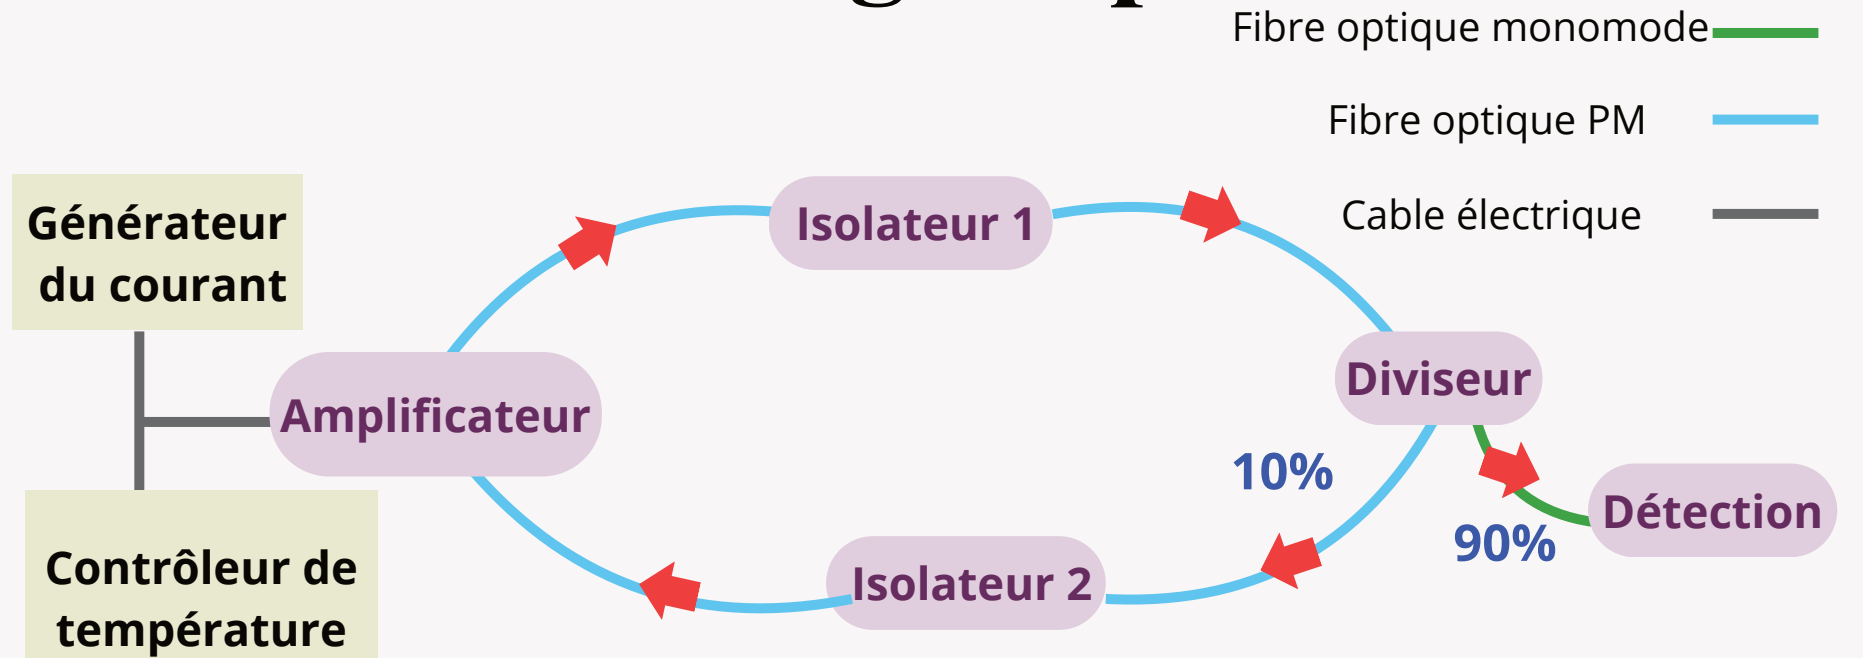 Fibre optique monomode
Fibre optique PM
Cable électrique
Générateur
du courant
Isolateur 1
Diviseur
Amplificateur
10%
Détection
90%
Isolateur 2
Contrôleur de
température